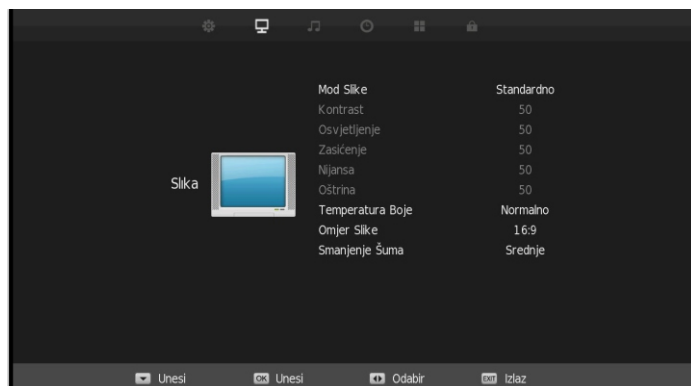 Mod Slike Standardno
Kontrast 50
Osvjetljenje 50
Zasićenje 50
Nijansa 50
Slika
Oštrina 50
Temperatura Boje Normalno
Omjer Slike 16:9
Smanjenje Šuma Srednje
Unesi OK Unesi Odabir EXIT Izlaz